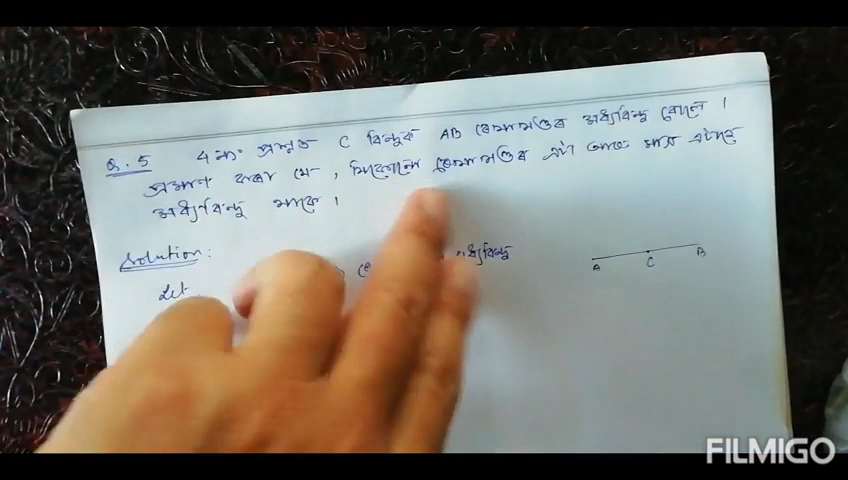 Q. 5 4 নং প্ৰশ্নত C বিন্দুক AB ৰেখাখণ্ডৰ মধ্যবিন্দু বোলে ।
প্ৰমাণ কৰা যে, যিকোনো ৰেখাখণ্ডৰ এটা আৰু মাত্ৰ এটাহে
মধ্যবিন্দু থাকে ।
Solution:
Let
মধ্যবিন্দু
A C B
FILMIGO